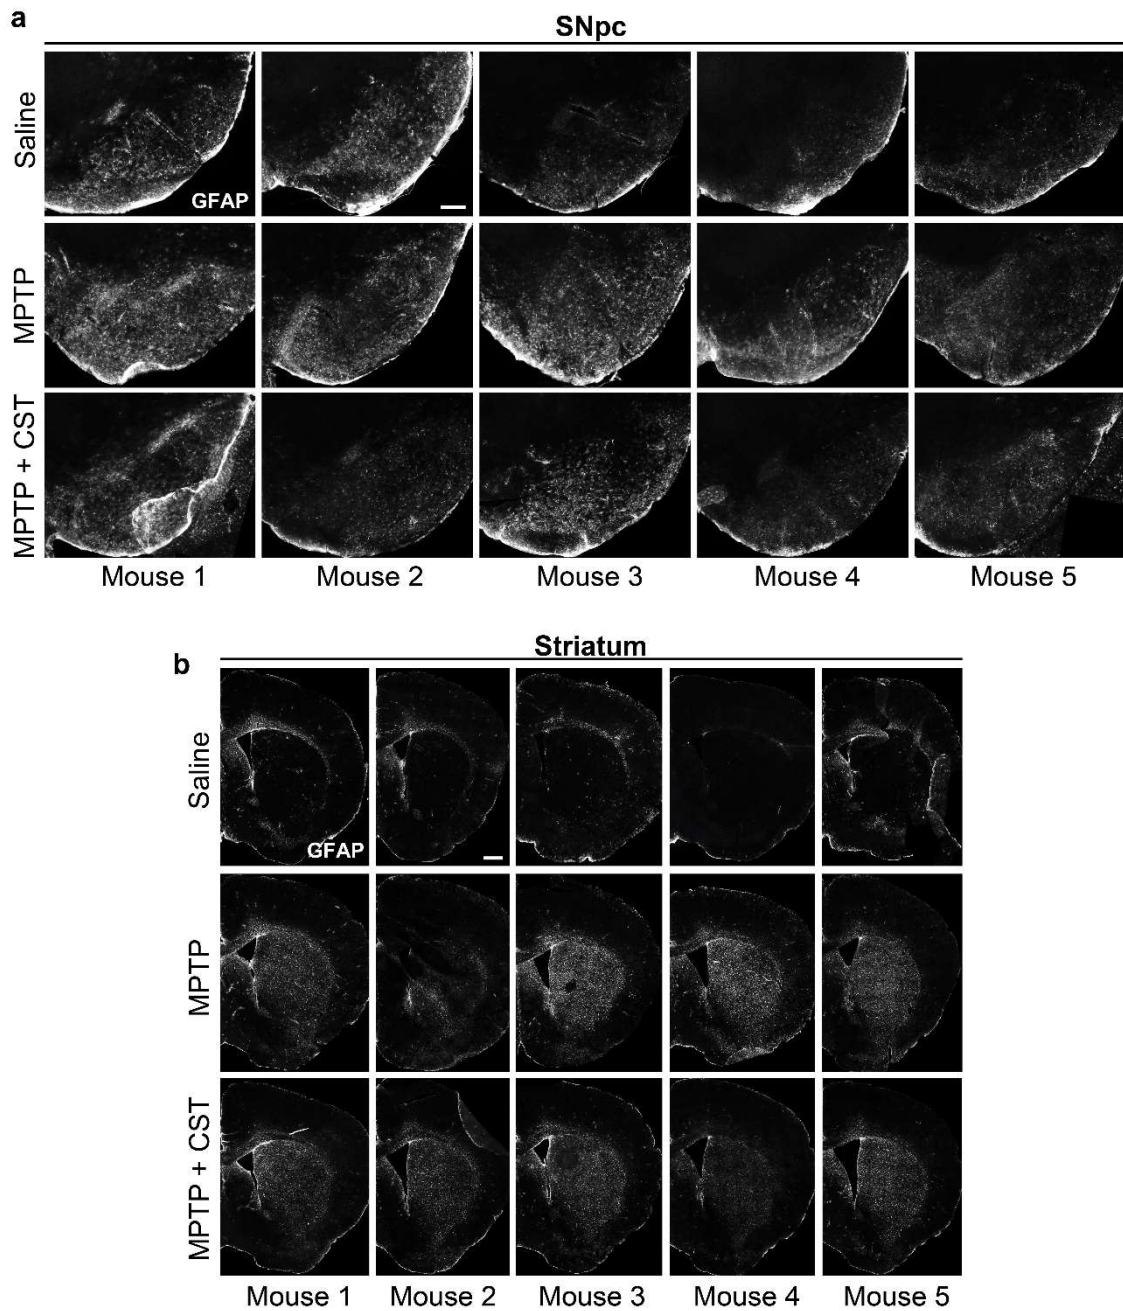 a
SNpc
Saline
GFAP
MPTP
MPTP + CST
Mouse 1 Mouse 2 Mouse 3 Mouse 4 Mouse 5
b
Striatum
Saline
GFAP
MPTP
MPTP + CST
Mouse 1 Mouse 2 Mouse 3 Mouse 4 Mouse 5